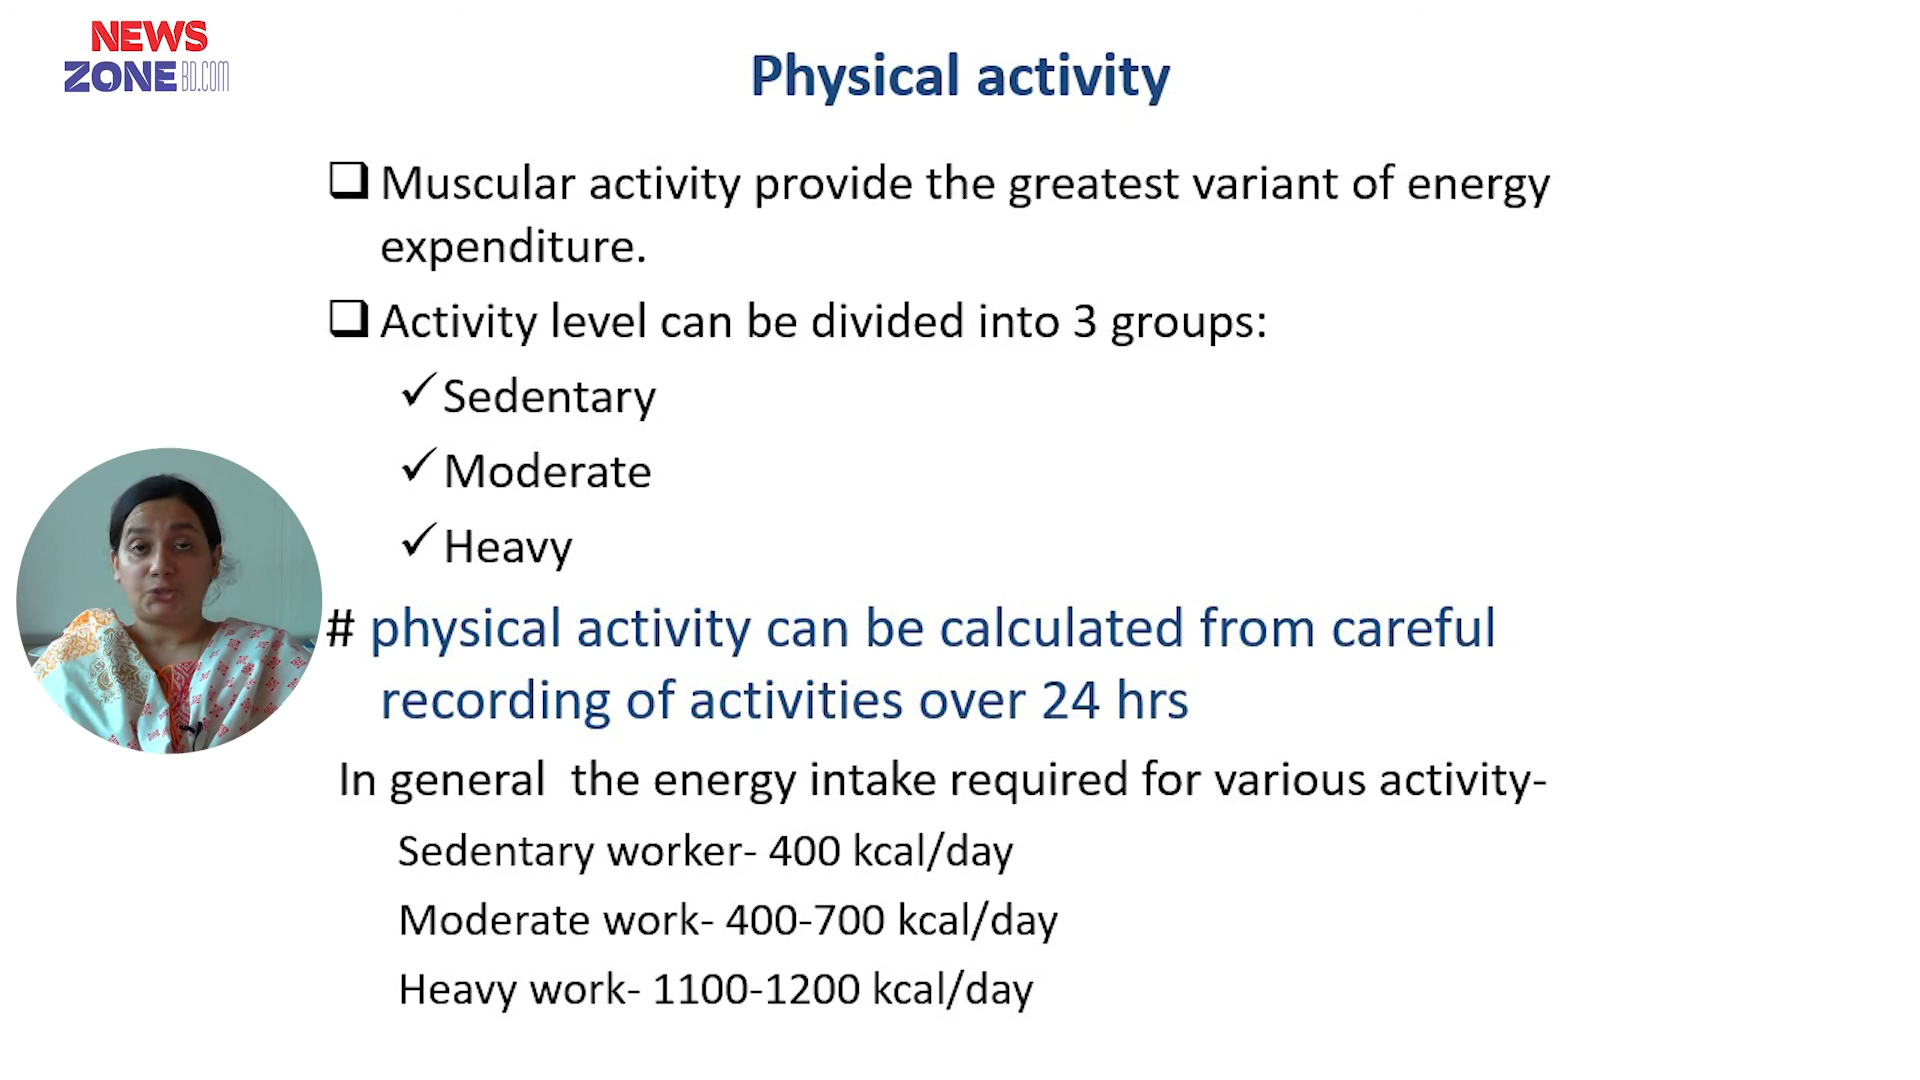 NEWS
ZONE BD.COM
Physical activity
Muscular activity provide the greatest variant of energy
expenditure.
Activity level can be divided into 3 groups:
Sedentary
Moderate
Heavy
# physical activity can be calculated from careful
recording of activities over 24 hrs
In general the energy intake required for various activity-
Sedentary worker- 400 kcal/day
Moderate work- 400-700 kcal/day
Heavy work- 1100-1200 kcal/day